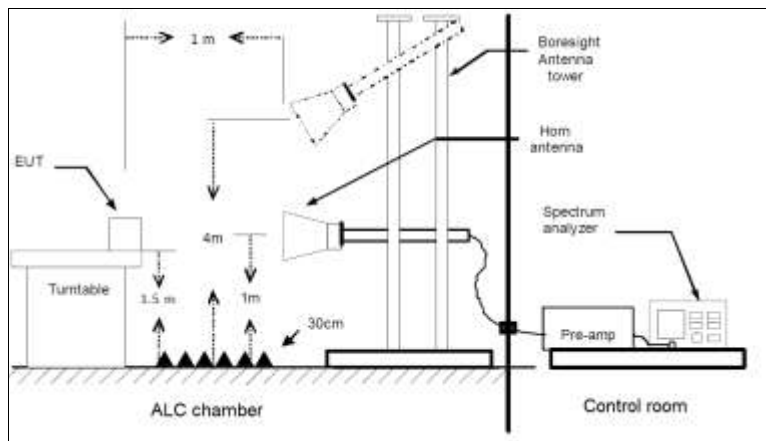 1 m
Boresight
Antenna
tower
Horn
antenna
EUT
Spectrum
analyzer
4m
Turntable
1.5 m
1m
30cm
Pre-amp
ALC chamber
Control room